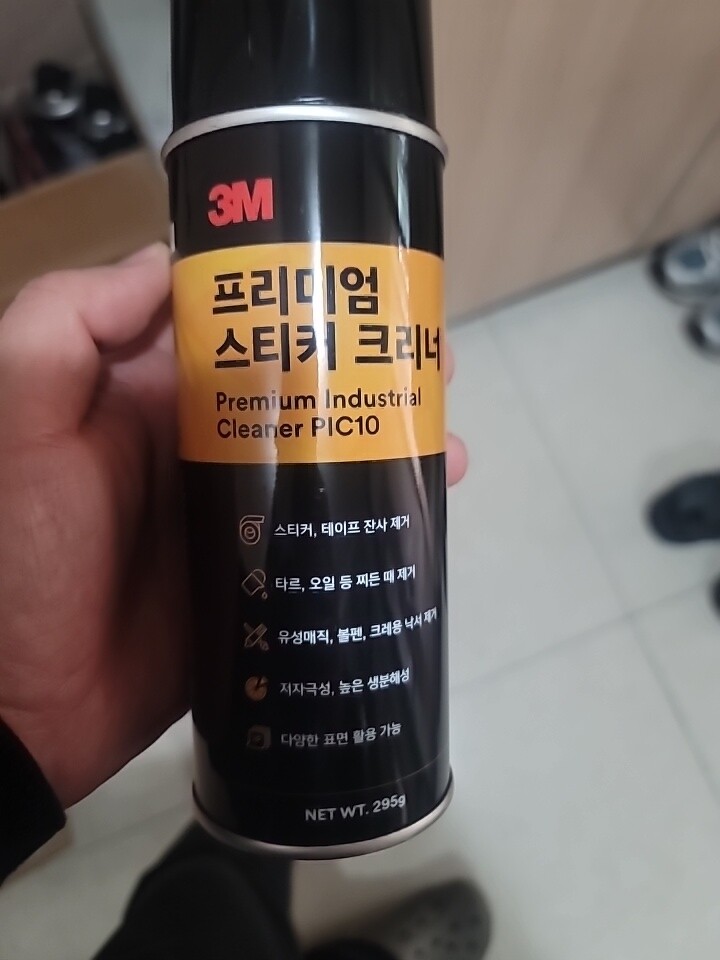 3M
프리미엄
스티커 크리너
Premium Industrial
Cleaner PIC10
스티커, 테이프 잔사 제거
타르, 오일 등 찌든 때 제거
유성매직, 볼펜, 크레용 낙서 제거
저자극성, 높은 생분해성
다양한 표면 활용 가능
NET WT. 295g